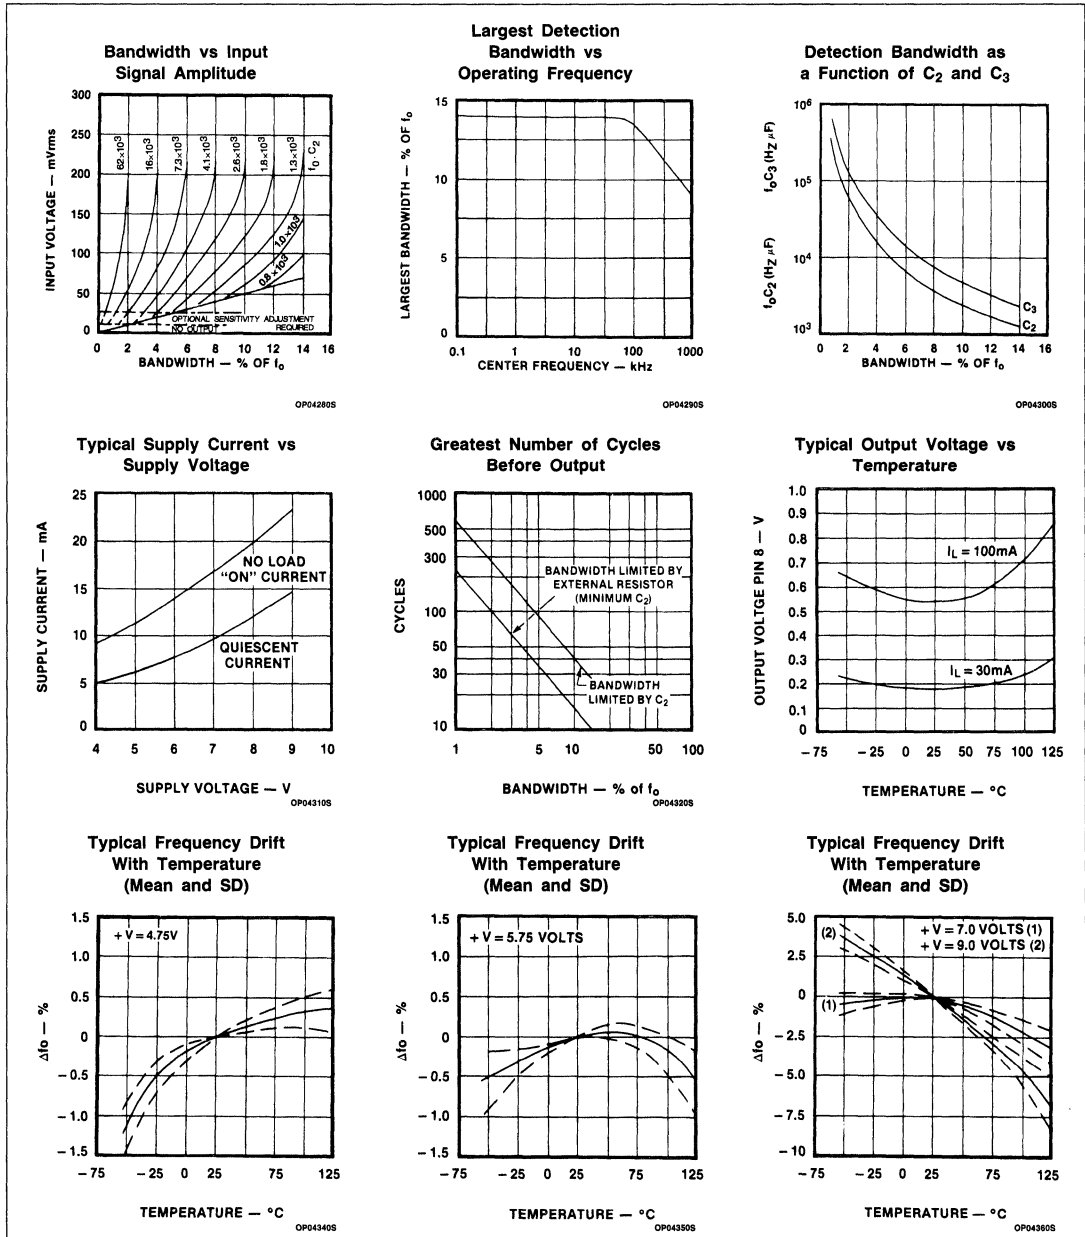 Bandwidth vs Input
Signal Amplitude
300
250
200
150
100
50
0
INPUT VOLTAGE — mVrms
62×10³
16×10³
7.3×10³
4.1×10³
2.6×10³
1.8×10³
1.3×10³
f₀ · C₂
1.0×10³
0.8×10³
OPTIONAL SENSITIVITY ADJUSTMENT
NO OUTPUT REQUIRED
0 2 4 6 8 10 12 14 16
BANDWIDTH — % OF fₒ
OP04280S
Largest Detection
Bandwidth vs
Operating Frequency
15
10
5
0
LARGEST BANDWIDTH — % OF fₒ
0.1 1 10 100 1000
CENTER FREQUENCY — kHz
OP04290S
Detection Bandwidth as
a Function of C₂ and C₃
10⁶
10⁵
10⁴
10³
fₒC₃ (HZ µF)
fₒC₂ (HZ µF)
C₃
C₂
0 2 4 6 8 10 12 14 16
BANDWIDTH — % OF fₒ
OP04300S
Typical Supply Current vs
Supply Voltage
25
20
15
10
5
0
SUPPLY CURRENT — mA
NO LOAD
"ON" CURRENT
QUIESCENT
CURRENT
4 5 6 7 8 9 10
SUPPLY VOLTAGE — V
OP04310S
Greatest Number of Cycles
Before Output
1000
500
300
100
50
30
10
CYCLES
BANDWIDTH LIMITED BY
EXTERNAL RESISTOR
(MINIMUM C₂)
BANDWIDTH
LIMITED BY C₂
1 5 10 50 100
BANDWIDTH — % of fₒ
OP04320S
Typical Output Voltage vs
Temperature
1.0
0.9
0.8
0.7
0.6
0.5
0.4
0.3
0.2
0.1
0
OUTPUT VOLTGE PIN 8 — V
I_L = 100mA
I_L = 30mA
−75 −25 0 25 50 75 100 125
TEMPERATURE — °C
Typical Frequency Drift
With Temperature
(Mean and SD)
1.5
1.0
0.5
0
−0.5
−1.0
−1.5
Δfo — %
+V = 4.75V
−75 −25 0 25 75 125
TEMPERATURE — °C
OP04340S
Typical Frequency Drift
With Temperature
(Mean and SD)
1.5
1.0
0.5
0
−0.5
−1.0
−1.5
Δfo — %
+V = 5.75 VOLTS
−75 −25 0 25 75 125
TEMPERATURE — °C
OP04350S
Typical Frequency Drift
With Temperature
(Mean and SD)
5.0
2.5
0
−2.5
−5.0
−7.5
−10
Δfo — %
(2)
(1)
+V = 7.0 VOLTS (1)
+V = 9.0 VOLTS (2)
−75 −25 0 25 75 125
TEMPERATURE — °C
OP04360S